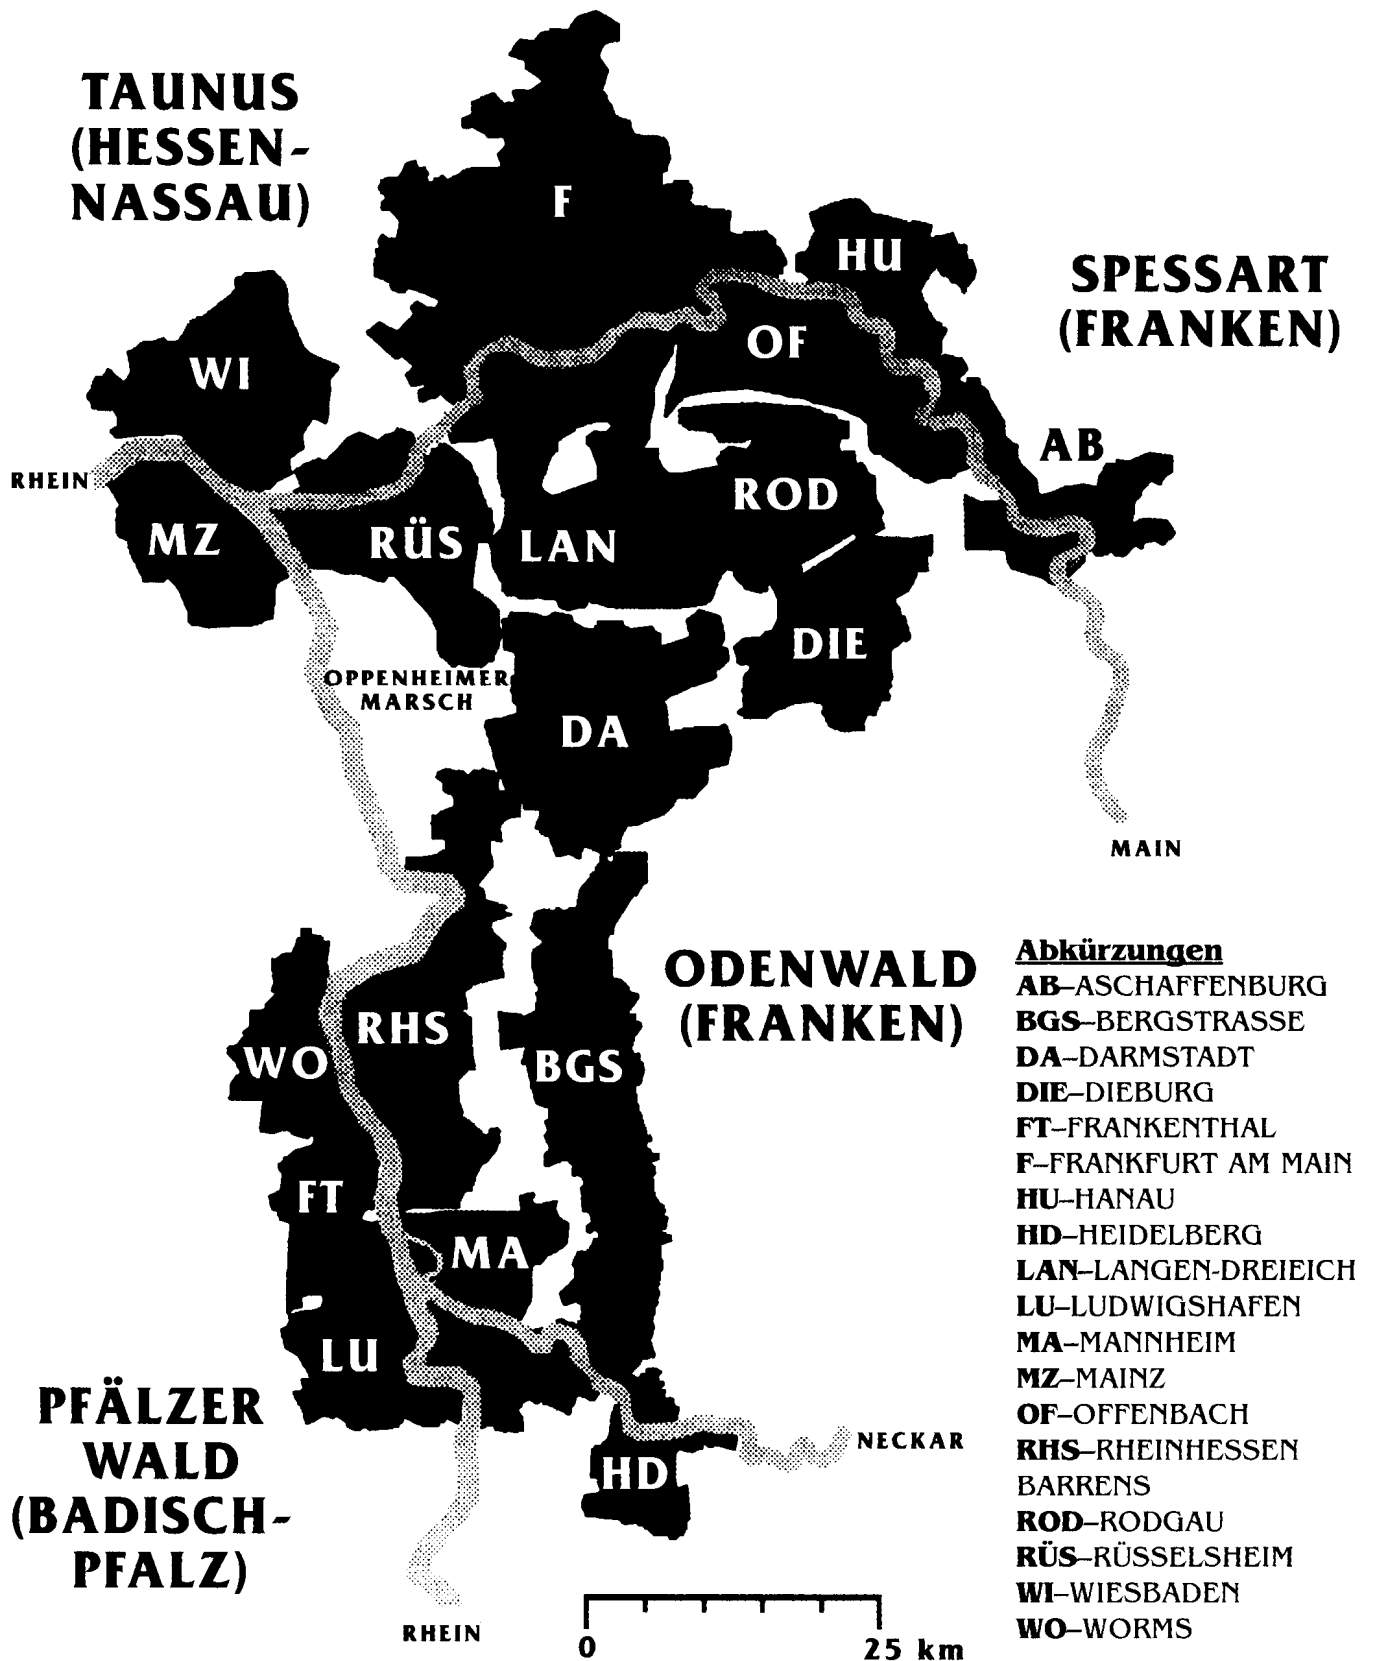 TAUNUS
(HESSEN-
NASSAU)
F
HU
SPESSART
(FRANKEN)
OF
WI
AB
RHEIN
ROD
MZ
RÜS
LAN
DIE
OPPENHEIMER
MARSCH
DA
MAIN
ODENWALD
(FRANKEN)
RHS
WO
BGS
FT
MA
LU
PFÄLZER
WALD
(BADISCH-
PFALZ)
NECKAR
HD
RHEIN
0
25 km
Abkürzungen
AB–ASCHAFFENBURG
BGS–BERGSTRASSE
DA–DARMSTADT
DIE–DIEBURG
FT–FRANKENTHAL
F–FRANKFURT AM MAIN
HU–HANAU
HD–HEIDELBERG
LAN–LANGEN-DREIEICH
LU–LUDWIGSHAFEN
MA–MANNHEIM
MZ–MAINZ
OF–OFFENBACH
RHS–RHEINHESSEN
BARRENS
ROD–RODGAU
RÜS–RÜSSELSHEIM
WI–WIESBADEN
WO–WORMS